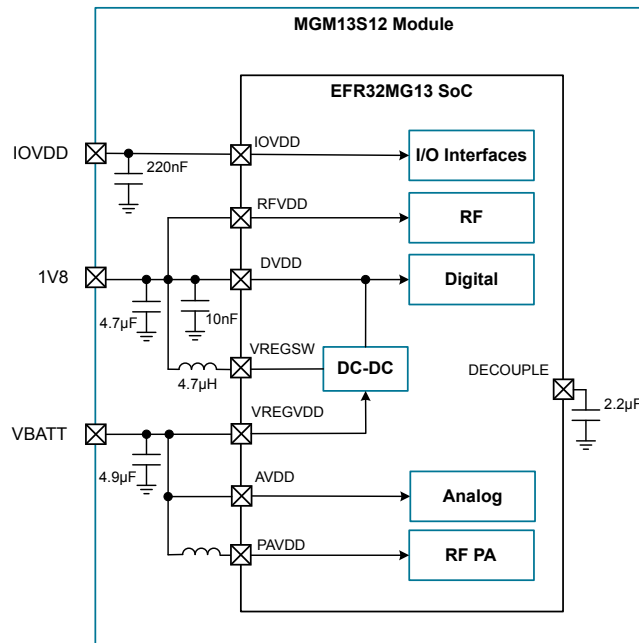 MGM13S12 Module
EFR32MG13 SoC
IOVDD
220nF
IOVDD
I/O Interfaces
RFVDD
RF
1V8
4.7µF
10nF
DVDD
Digital
4.7µH
VREGSW
DC-DC
DECOUPLE
2.2µF
VBATT
4.9µF
VREGVDD
AVDD
Analog
PAVDD
RF PA